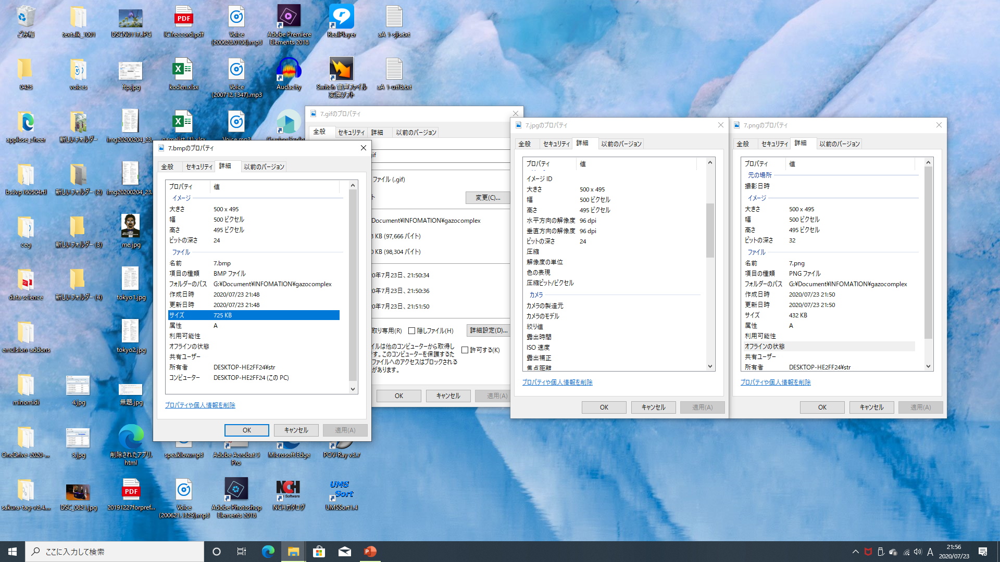 ごみ箱
textalk_1001
DSCN0117.JPG
ICTreccord.pdf
Voice
(200628.0108).mp3
Adobe Premiere
Elements 2018
RealPlayer
aA 1-sjis.txt
0425
voices
ftp.jpg
koden.xlsx
Voice
(200712.1347).mp3
Audacity
Switch 音声ファイル
変換ソフト
aA 1-utf8.txt
applose_cheer
新しいフォルダー
img20200204_23...
namelist (1).xlsx
Voice.mp3
bs3vp160504rtl
新しいフォルダー (2)
img20200204_23...
ceg
新しいフォルダー (3)
me.jpg
data science
新しいフォルダー (4)
tokyo1.jpg
emulsion-addons
tokyo2.jpg
minomidi
4.jpg
無題.jpg
OneDrive-2020-...
5.jpg
削除されたアプリ.
html
speaklow.mp3
Adobe Acrobat 9
Pro
Microsoft Edge
POV-Ray v3.7
sakura-tag-v2.4....
DSC_0821.jpg
PDF
20191227forpref...
Voice
(200621.1329).mp3
Adobe Photoshop
Elements 2018
NCH Software
NCHカタログ
UMS
Sort
UMSSort1.4
7.bmpのプロパティ
全般 セキュリティ 詳細 以前のバージョン
プロパティ 値
イメージ
大きさ 500 x 495
幅 500 ピクセル
高さ 495 ピクセル
ビットの深さ 24
ファイル
名前 7.bmp
項目の種類 BMP ファイル
フォルダーのパス G:¥Document¥INFOMATION¥gazocomplex
作成日時 2020/07/23 21:48
更新日時 2020/07/23 21:48
サイズ 725 KB
属性 A
利用可能性
オフラインの状態
共有ユーザー
所有者 DESKTOP-HE2FF24¥str
コンピューター DESKTOP-HE2FF24 (この PC)
プロパティや個人情報を削除
OK キャンセル 適用(A)
7.gifのプロパティ
全般 セキュリティ 詳細 以前のバージョン
ファイル (.gif)
変更(C)...
Document¥INFOMATION¥gazocomplex
KB (97,666 バイト)
KB (98,304 バイト)
年7月23日、21:50:34
年7月23日、21:50:36
年7月23日、21:51:50
取り専用(R) 隠しファイル(H) 詳細設定(D)...
イルは他のコンピューターから取得し
す。このコンピューターを保護するた
ファイルへのアクセスはブロックされる
があります。
許可する(K)
OK キャンセル 適用(A)
7.jpgのプロパティ
全般 セキュリティ 詳細 以前のバージョン
プロパティ 値
イメージ ID
大きさ 500 x 495
幅 500 ピクセル
高さ 495 ピクセル
水平方向の解像度 96 dpi
垂直方向の解像度 96 dpi
ビットの深さ 24
圧縮
解像度の単位
色の表現
圧縮ビット/ピクセル
カメラ
カメラの製造元
カメラのモデル
絞り値
露出時間
ISO 速度
露出補正
焦点距離
プロパティや個人情報を削除
OK キャンセル 適用(A)
7.pngのプロパティ
全般 セキュリティ 詳細 以前のバージョン
プロパティ 値
元の場所
撮影日時
イメージ
大きさ 500 x 495
幅 500 ピクセル
高さ 495 ピクセル
ビットの深さ 32
ファイル
名前 7.png
項目の種類 PNG ファイル
フォルダーのパス G:¥Document¥INFOMATION¥gazocomplex
作成日時 2020/07/23 21:50
更新日時 2020/07/23 21:50
サイズ 432 KB
属性 A
利用可能性
オフラインの状態
共有ユーザー
所有者 DESKTOP-HE2FF24¥str
プロパティや個人情報を削除
OK キャンセル 適用(A)
ここに入力して検索
A
21:56
2020/07/23